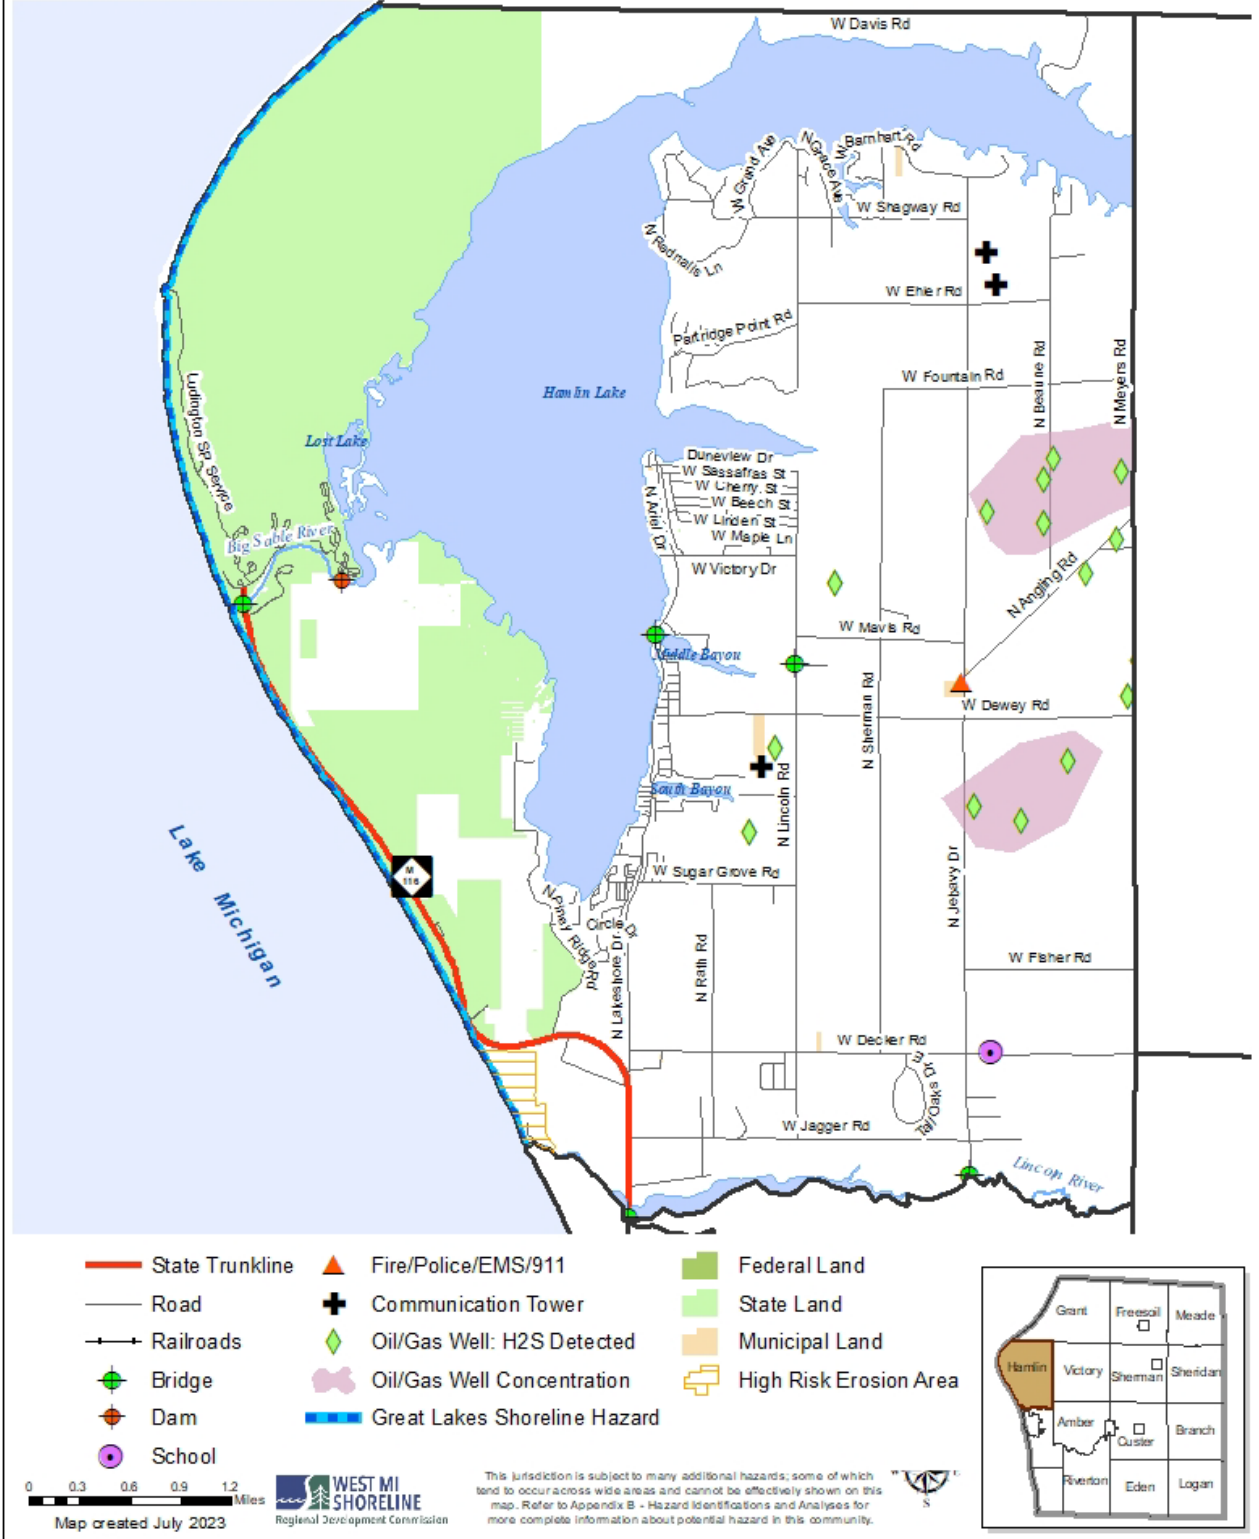 W Davis Rd
W Barnhart Rd
N Grace Ave
W Grand Ave
W Shagway Rd
N Rednalls Ln
W Ehler Rd
Partridge Point Rd
N Beaune Rd
N Meyers Rd
W Fountain Rd
Hamlin Lake
Ludington SP Service
Lost Lake
Duneview Dr
W Sassafras St
W Cherry St
W Beech St
W Linden St
W Maple Ln
N Ariel Dr
Big Sable River
W Victory Dr
N Angling Rd
W Mavis Rd
Middle Bayou
N Sherman Rd
W Dewey Rd
N Lincoln Rd
South Bayou
Lake Michigan
M
116
W Sugar Grove Rd
N Jebavy Dr
N Piney Ridge Rd
Circle Dr
N Lakeshore Dr
N Rath Rd
W Fisher Rd
W Decker Rd
E Tall Oaks Dr
W Jagger Rd
Lincoln River
State Trunkline
Road
Railroads
Bridge
Dam
School
Fire/Police/EMS/911
Communication Tower
Oil/Gas Well: H2S Detected
Oil/Gas Well Concentration
Great Lakes Shoreline Hazard
Federal Land
State Land
Municipal Land
High Risk Erosion Area
Grant
Freesoil
Meade
Hamlin
Victory
Sherman
Sheridan
Amber
Custer
Branch
Riverton
Eden
Logan
0 0.3 0.6 0.9 1.2
Miles
Map created July 2023
WEST MI
SHORELINE
Regional Development Commission
This jurisdiction is subject to many additional hazards; some of which
tend to occur across wide areas and cannot be effectively shown on this
map. Refer to Appendix B - Hazard Identifications and Analyses for
more complete information about potential hazard in this community.
W E
S